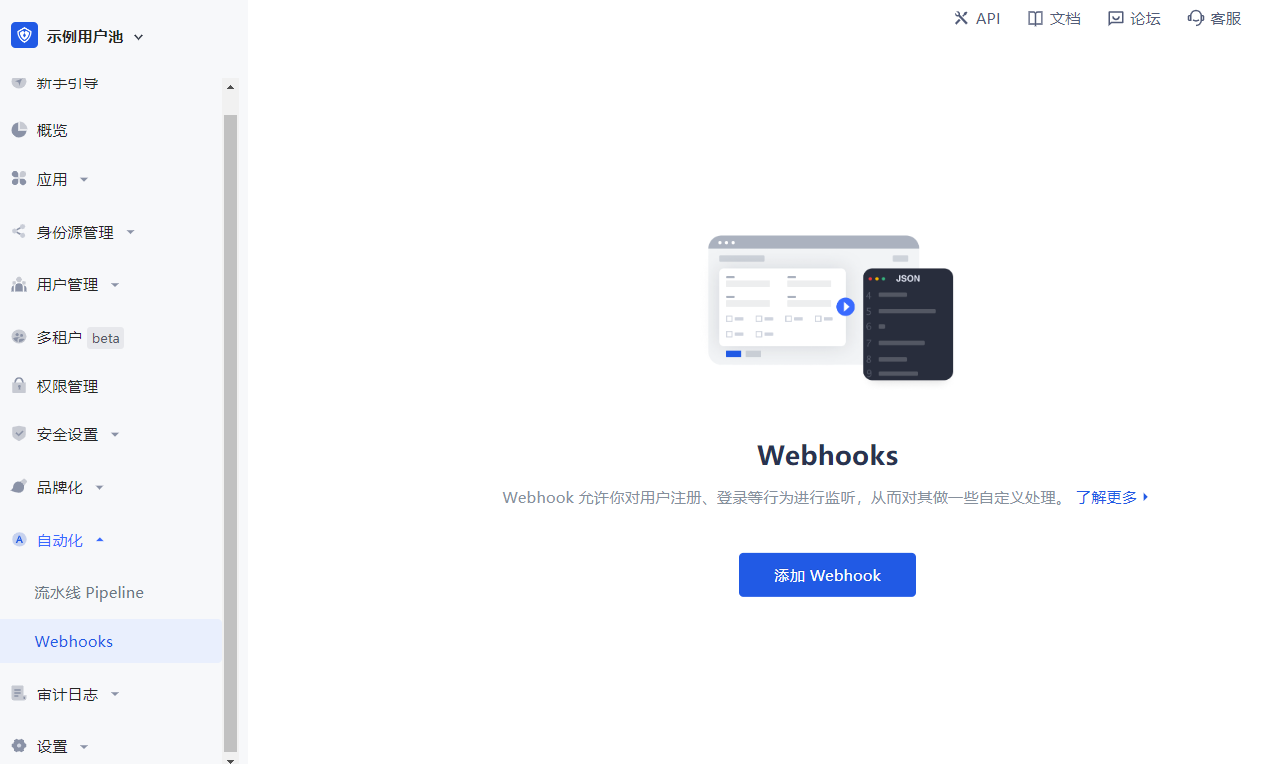 示例用户池
API 文档 论坛 客服
新手引导
概览
应用
身份源管理
用户管理
多租户 beta
权限管理
安全设置
品牌化
自动化
流水线 Pipeline
Webhooks
审计日志
设置
JSON
4
5
6
7
8
9
Webhooks
Webhook 允许你对用户注册、登录等行为进行监听，从而对其做一些自定义处理。 了解更多
添加 Webhook